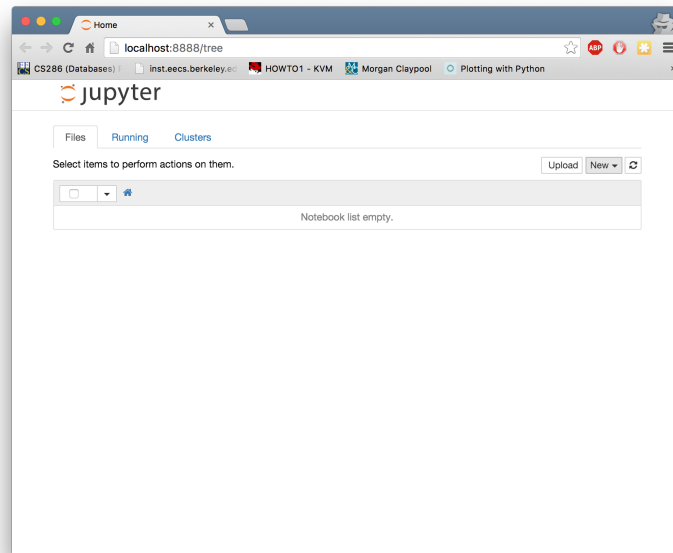 Home
localhost:8888/tree
ABP
CS286 (Databases) inst.eecs.berkeley.ed HOWTO1 - KVM Morgan Claypool Plotting with Python
jupyter
Files Running Clusters
Select items to perform actions on them. Upload New
Notebook list empty.